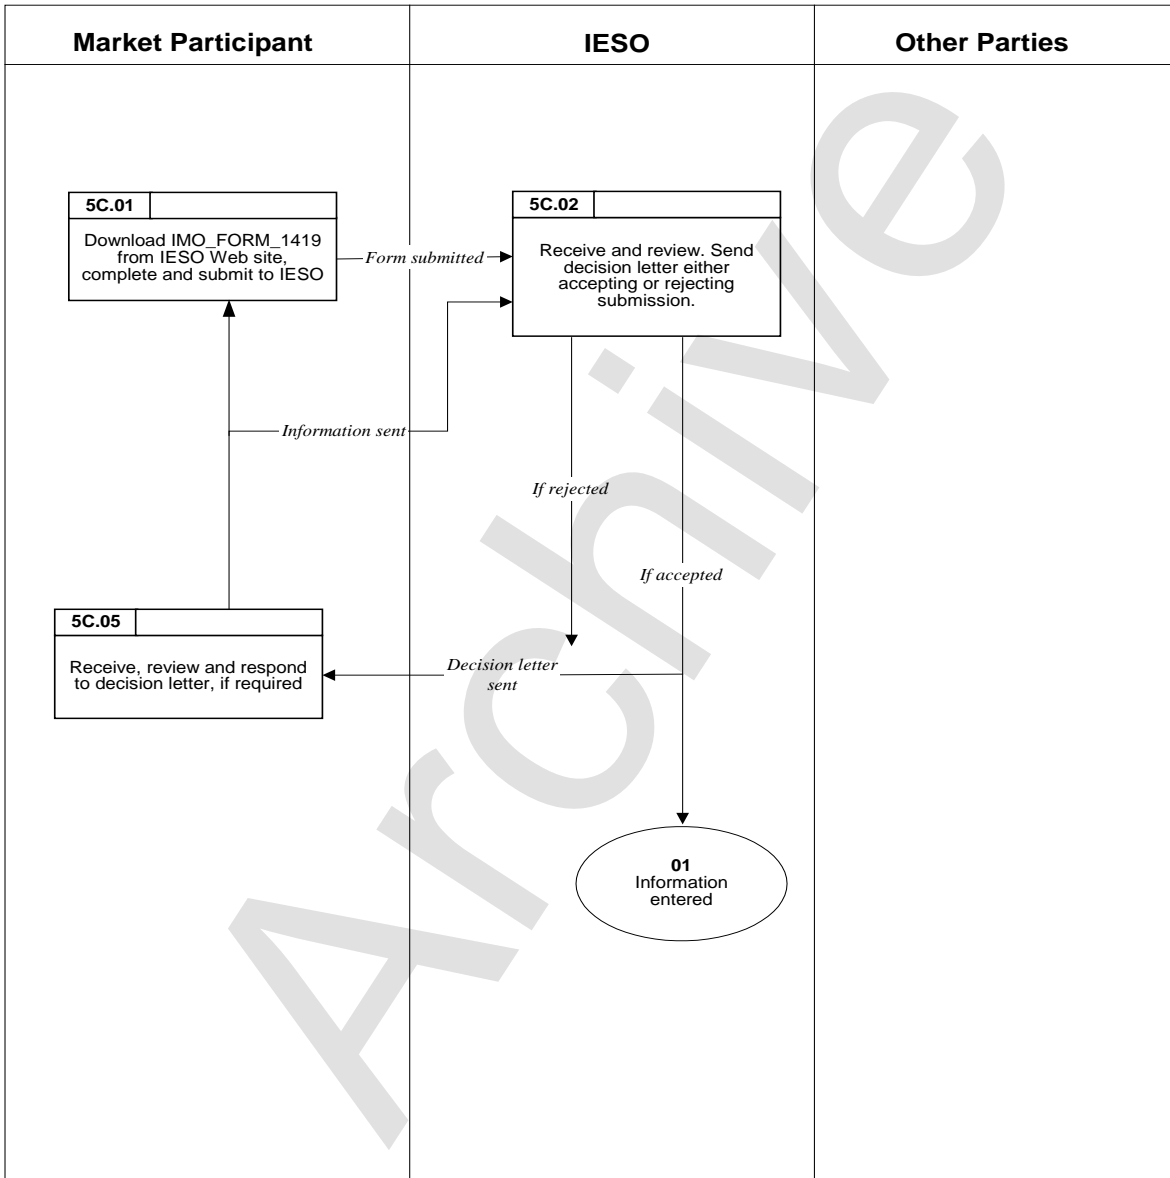 Market Participant
IESO
Other Parties
5C.01
Download IMO_FORM_1419
from IESO Web site,
complete and submit to IESO
Form submitted
5C.02
Receive and review. Send
decision letter either
accepting or rejecting
submission.
Information sent
If rejected
If accepted
5C.05
Receive, review and respond
to decision letter, if required
Decision letter
sent
01
Information
entered
Archive